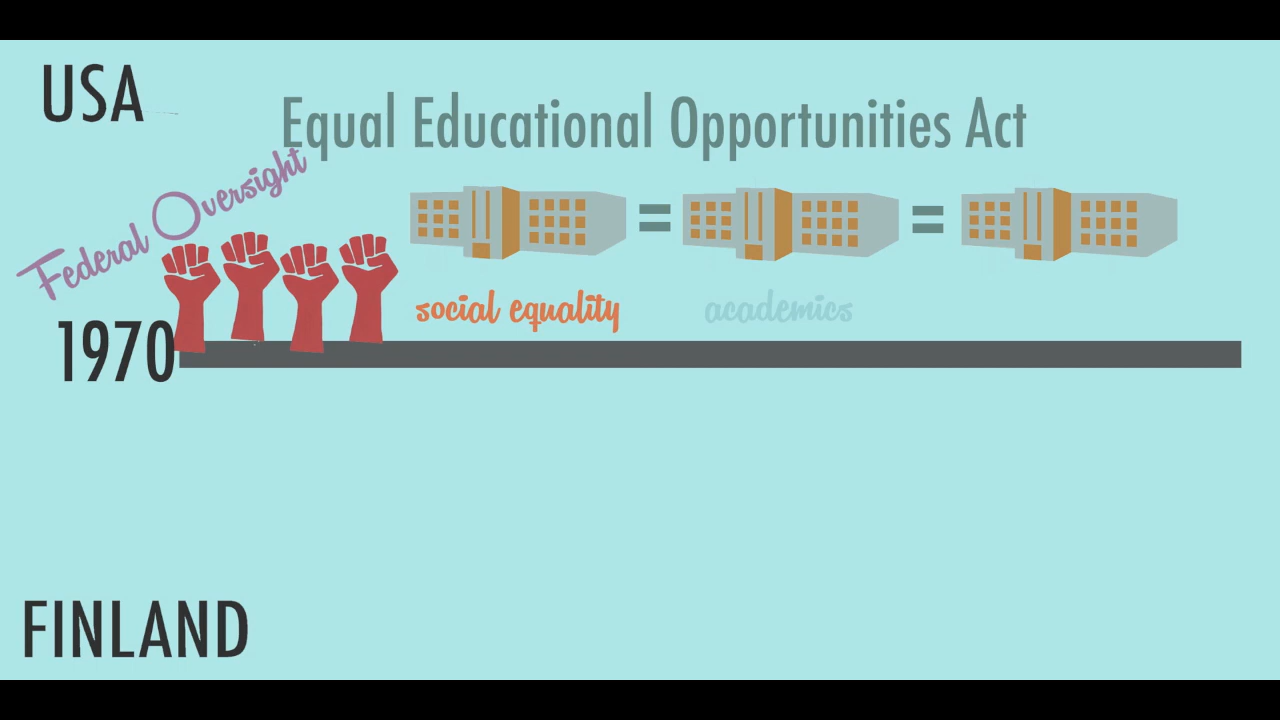 USA
Equal Educational Opportunities Act
Federal Oversight
= =
social equality academics
1970
FINLAND